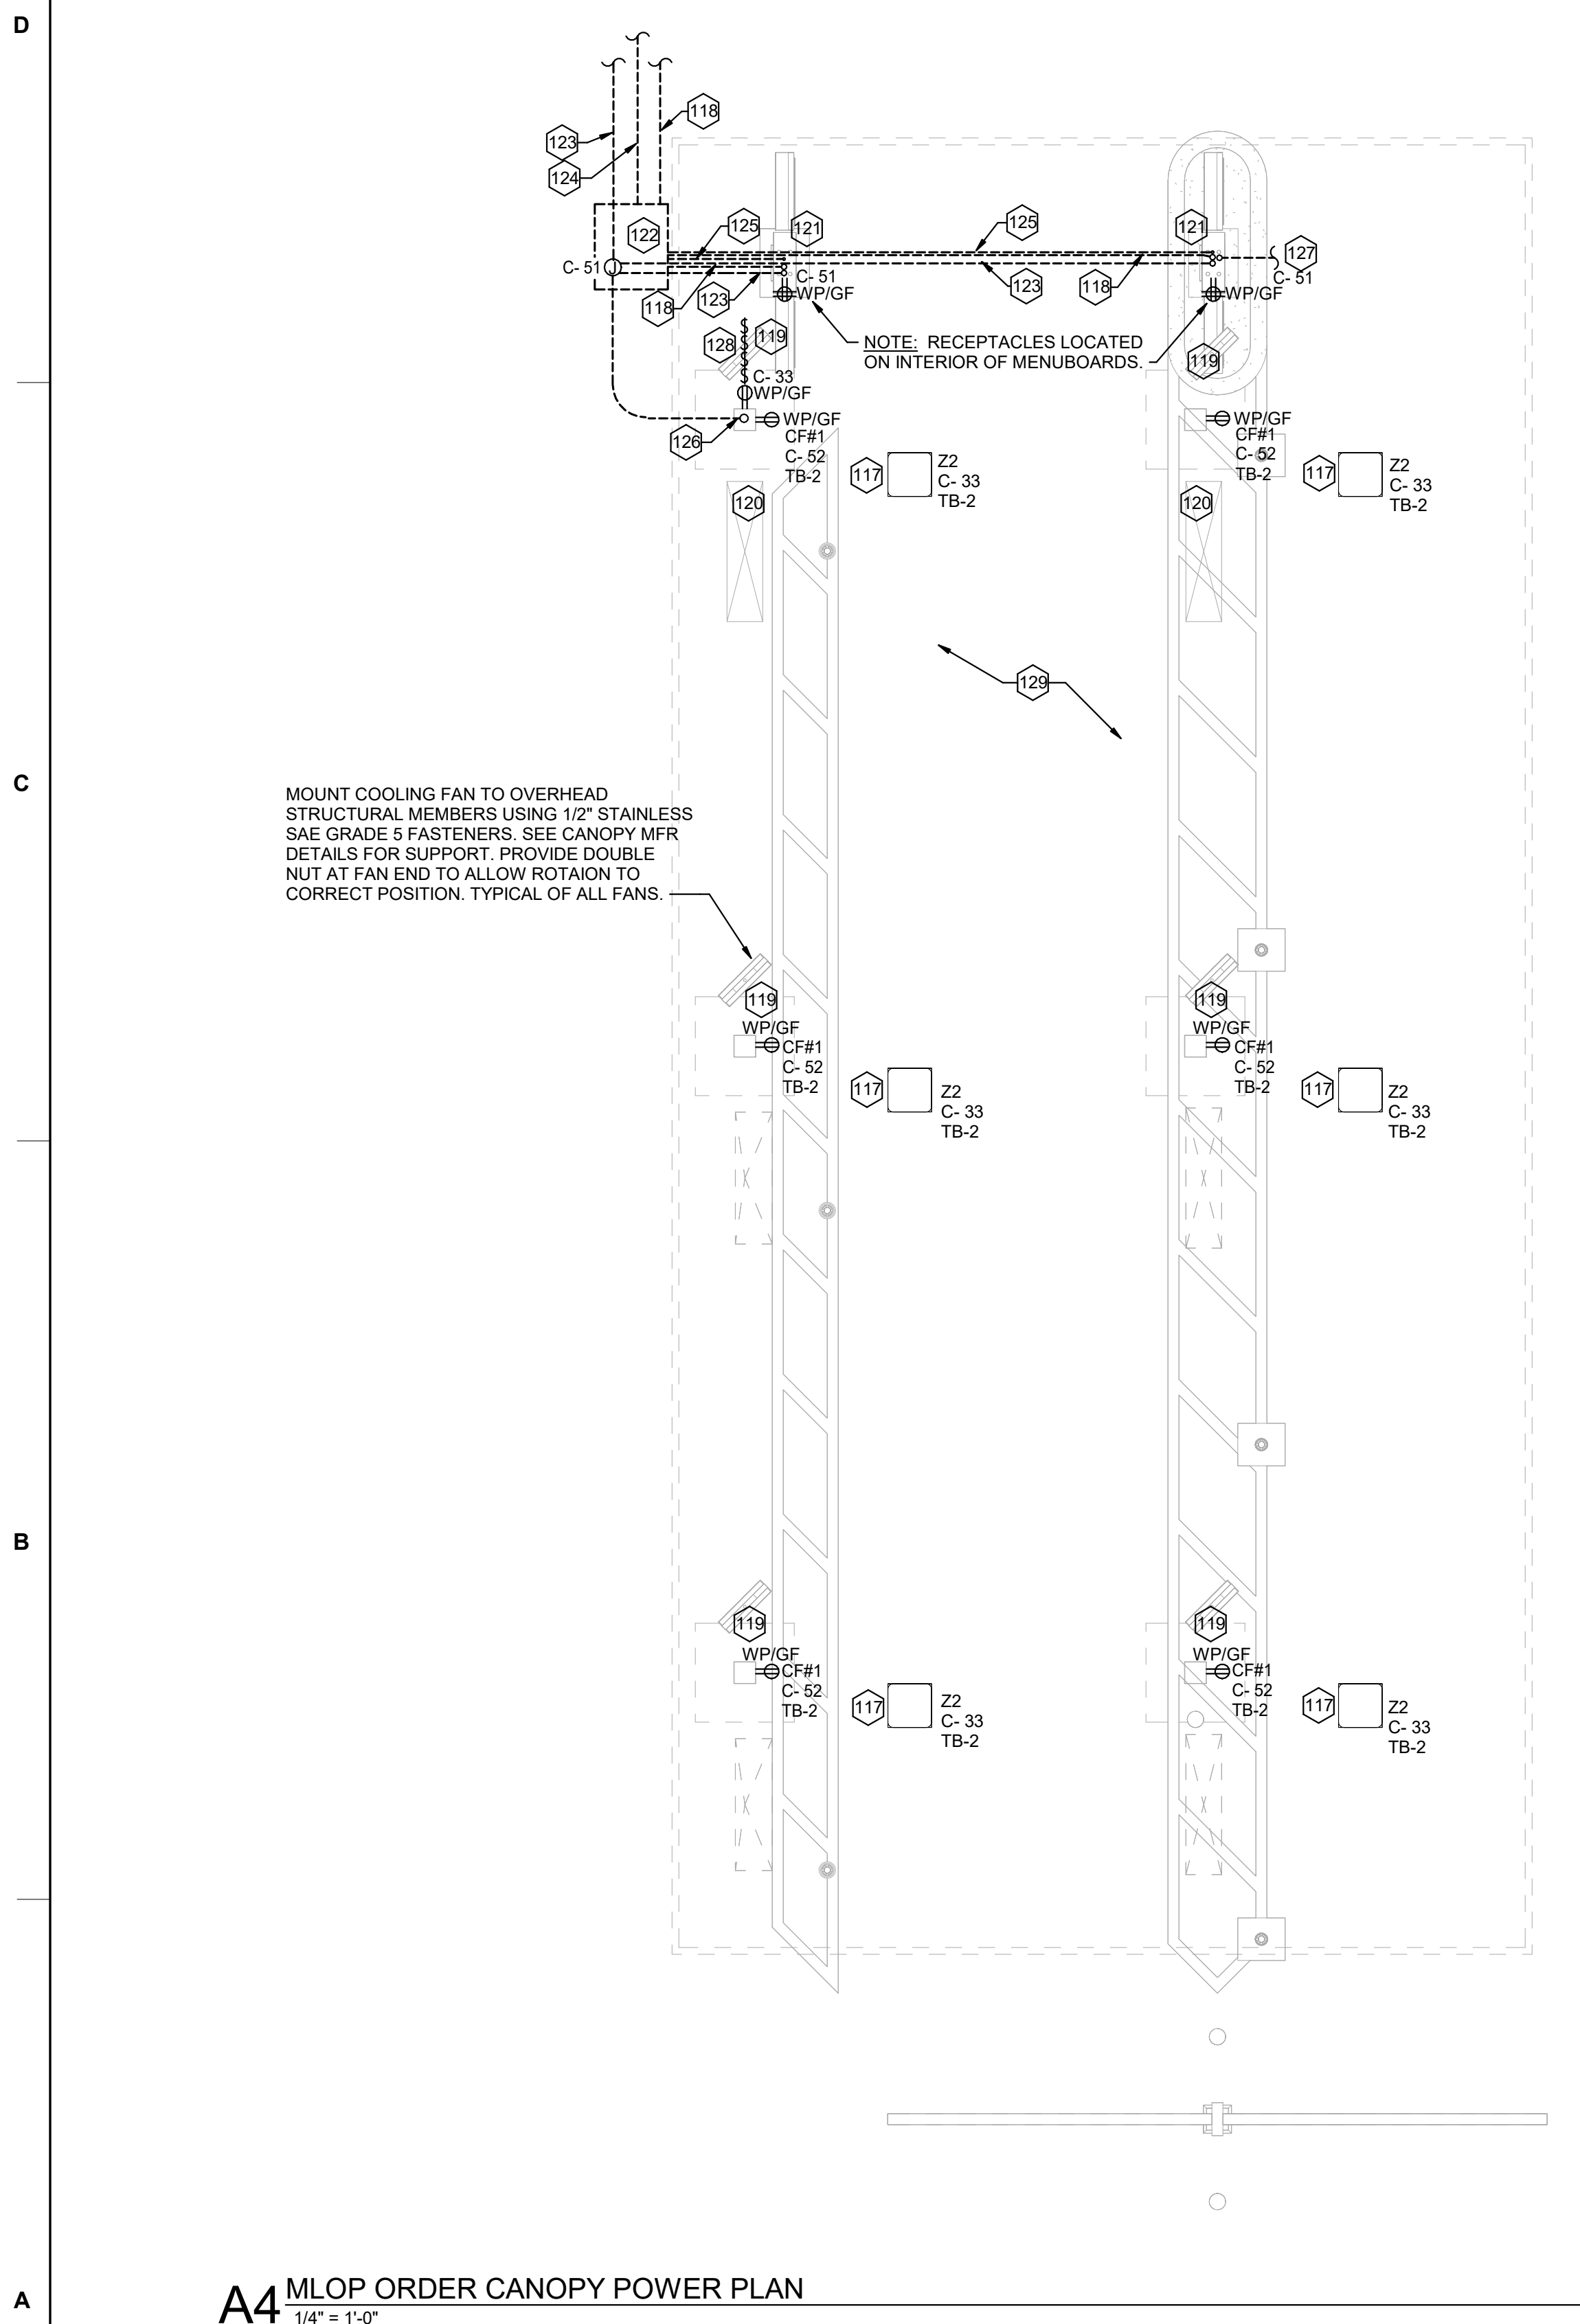 D
118
123
124
122
125
121
125
121
127
C- 51
J
C- 51
C- 51
WP/GF
WP/GF
118
123
123
118
128
119
NOTE: RECEPTACLES LOCATED
ON INTERIOR OF MENUBOARDS.
119
C- 33
WP/GF
WP/GF
CF#1
C- 52
TB-2
126
WP/GF
CF#1
C- 52
TB-2
117
Z2
C- 33
TB-2
117
Z2
C- 33
TB-2
120
120
129
C
MOUNT COOLING FAN TO OVERHEAD
STRUCTURAL MEMBERS USING 1/2" STAINLESS
SAE GRADE 5 FASTENERS. SEE CANOPY MFR
DETAILS FOR SUPPORT. PROVIDE DOUBLE
NUT AT FAN END TO ALLOW ROTAION TO
CORRECT POSITION. TYPICAL OF ALL FANS.
119
WP/GF
CF#1
C- 52
TB-2
117
Z2
C- 33
TB-2
119
WP/GF
CF#1
C- 52
TB-2
117
Z2
C- 33
TB-2
B
119
WP/GF
CF#1
C- 52
TB-2
117
Z2
C- 33
TB-2
119
WP/GF
CF#1
C- 52
TB-2
117
Z2
C- 33
TB-2
A
A4 MLOP ORDER CANOPY POWER PLAN
1/4" = 1'-0"